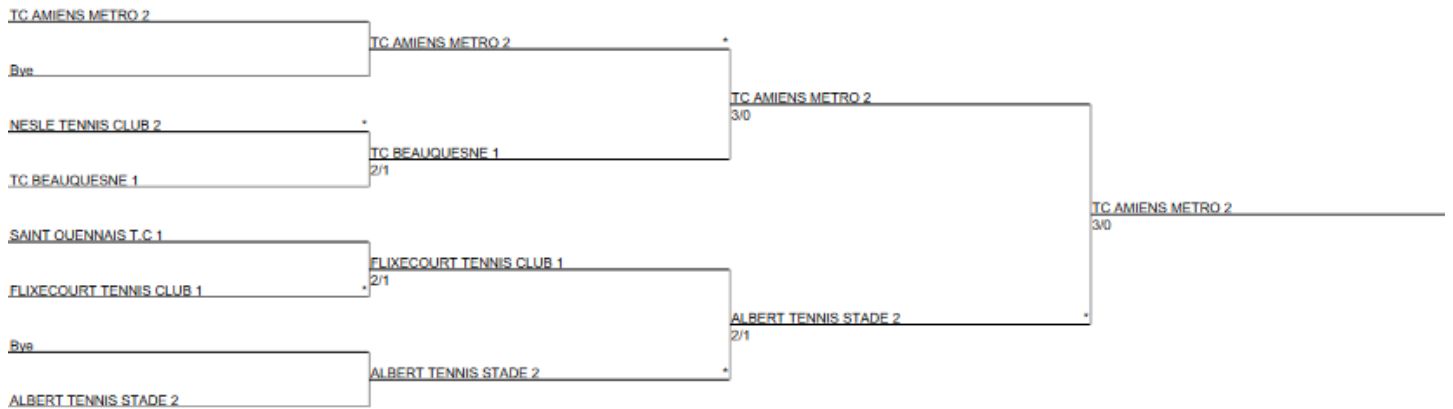 TC AMIENS METRO 2
TC AMIENS METRO 2 *
Bye
TC AMIENS METRO 2
3/0
NESLE TENNIS CLUB 2 *
TC BEAUQUESNE 1
2/1
TC BEAUQUESNE 1
TC AMIENS METRO 2
3/0
SAINT OUENNAIS T.C 1
FLIXECOURT TENNIS CLUB 1
2/1
FLIXECOURT TENNIS CLUB 1 *
ALBERT TENNIS STADE 2 *
2/1
Bye
ALBERT TENNIS STADE 2 *
ALBERT TENNIS STADE 2